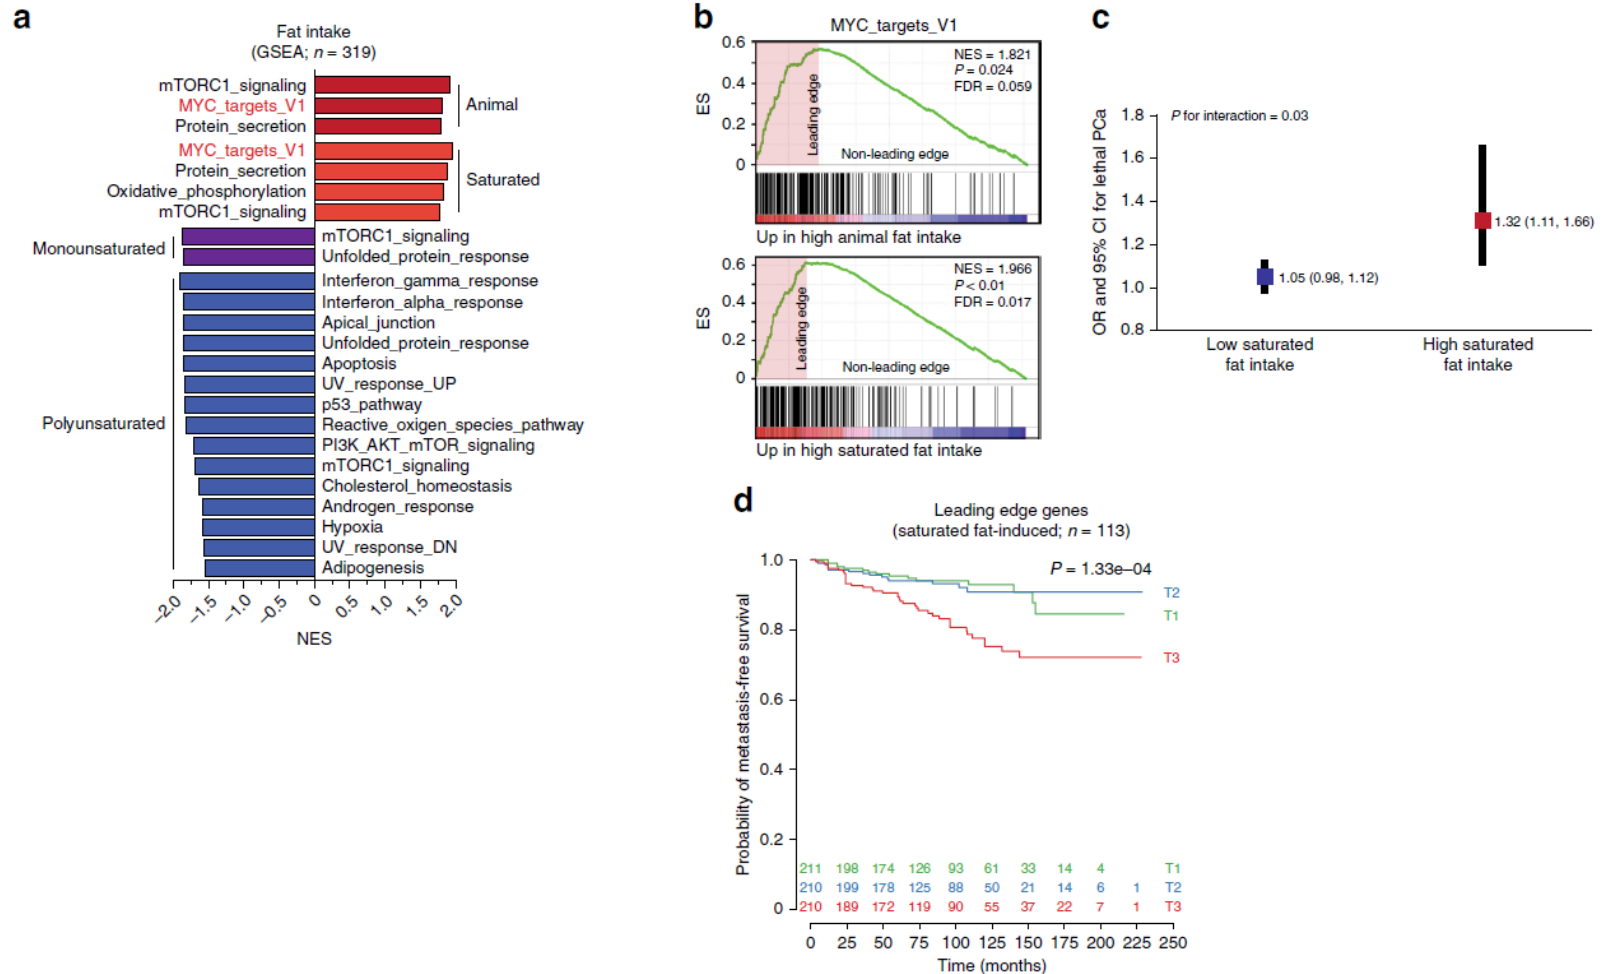 a
Fat intake
(GSEA; n = 319)
mTORC1_signaling
MYC_targets_V1
Protein_secretion
Animal
MYC_targets_V1
Protein_secretion
Oxidative_phosphorylation
mTORC1_signaling
Saturated
Monounsaturated
mTORC1_signaling
Unfolded_protein_response
Polyunsaturated
Interferon_gamma_response
Interferon_alpha_response
Apical_junction
Unfolded_protein_response
Apoptosis
UV_response_UP
p53_pathway
Reactive_oxigen_species_pathway
PI3K_AKT_mTOR_signaling
mTORC1_signaling
Cholesterol_homeostasis
Androgen_response
Hypoxia
UV_response_DN
Adipogenesis
−2.0 −1.5 −1.0 −0.5 0 0.5 1.0 1.5 2.0
NES
b
MYC_targets_V1
0.6
0.4
0.2
0
ES
Leading edge
Non-leading edge
NES = 1.821
P = 0.024
FDR = 0.059
Up in high animal fat intake
0.6
0.4
0.2
0
ES
Leading edge
Non-leading edge
NES = 1.966
P < 0.01
FDR = 0.017
Up in high saturated fat intake
c
OR and 95% CI for lethal PCa
1.8
1.6
1.4
1.2
1.0
0.8
P for interaction = 0.03
1.05 (0.98, 1.12)
1.32 (1.11, 1.66)
Low saturated
fat intake
High saturated
fat intake
d
Leading edge genes
(saturated fat-induced; n = 113)
Probability of metastasis-free survival
1.0
0.8
0.6
0.4
0.2
0
P = 1.33e−04
T2
T1
T3
211 198 174 126 93 61 33 14 4 T1
210 199 178 125 88 50 21 14 6 1 T2
210 189 172 119 90 55 37 22 7 1 T3
0 25 50 75 100 125 150 175 200 225 250
Time (months)